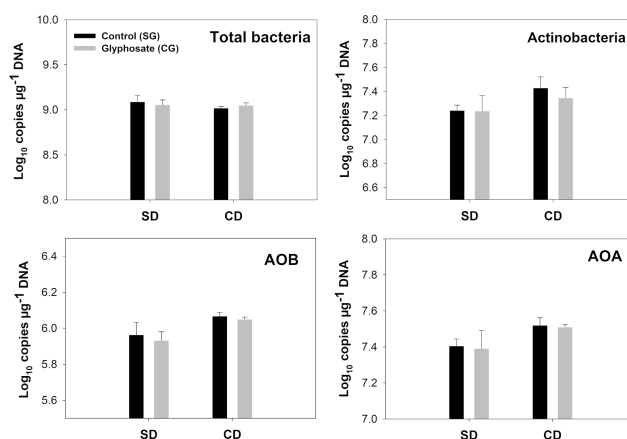 Total bacteria
Control (SG)
Glyphosate (CG)
Log10 copies µg-1 DNA
10.0
9.5
9.0
8.5
8.0
SD CD
Actinobacteria
Log10 copies µg-1 DNA
8.0
7.8
7.6
7.4
7.2
6.8
6.6
SD CD
AOB
Log10 copies µg-1 DNA
6.4
6.2
6.0
5.8
5.6
SD CD
AOA
Log10 copies µg-1 DNA
8.0
7.8
7.6
7.4
7.2
7.0
SD CD